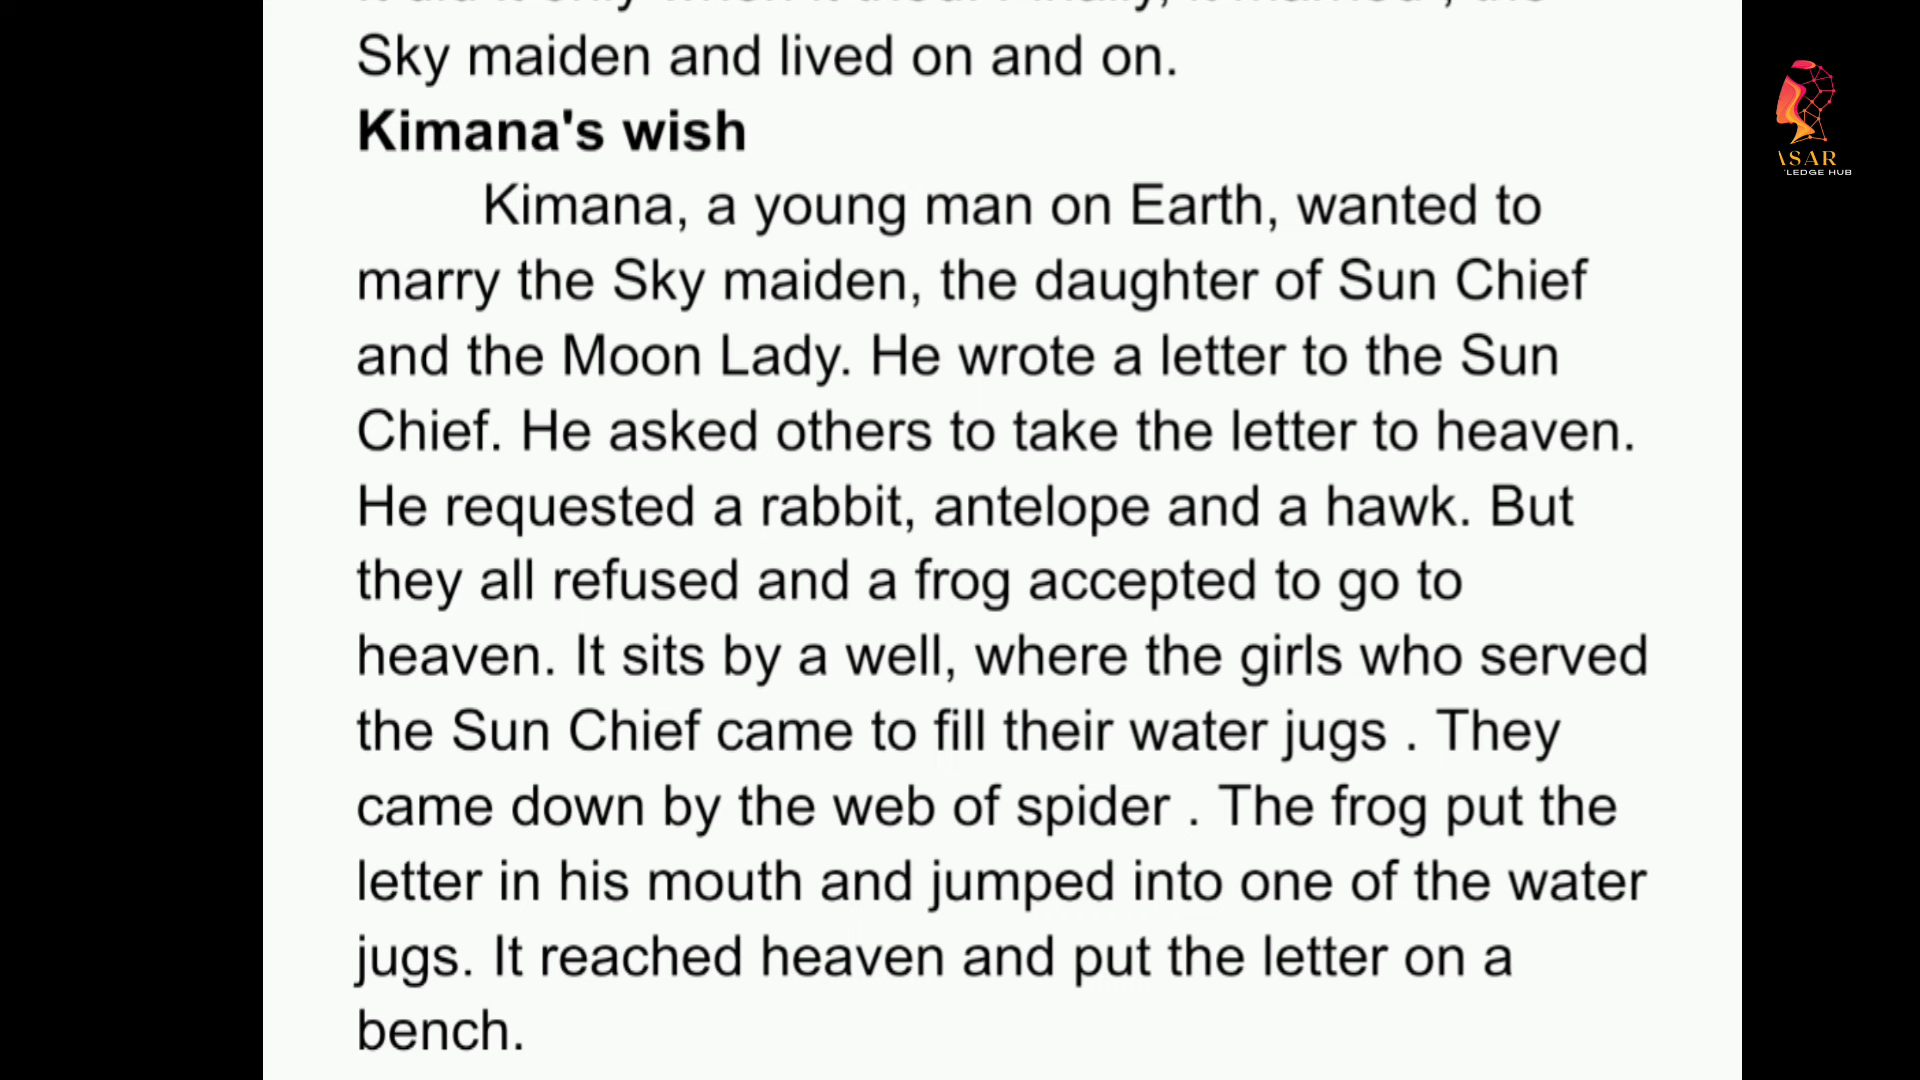 Sky maiden and lived on and on.
Kimana's wish
Kimana, a young man on Earth, wanted to
marry the Sky maiden, the daughter of Sun Chief
and the Moon Lady. He wrote a letter to the Sun
Chief. He asked others to take the letter to heaven.
He requested a rabbit, antelope and a hawk. But
they all refused and a frog accepted to go to
heaven. It sits by a well, where the girls who served
the Sun Chief came to fill their water jugs . They
came down by the web of spider . The frog put the
letter in his mouth and jumped into one of the water
jugs. It reached heaven and put the letter on a
bench.
ASAR
LEDGE HUB